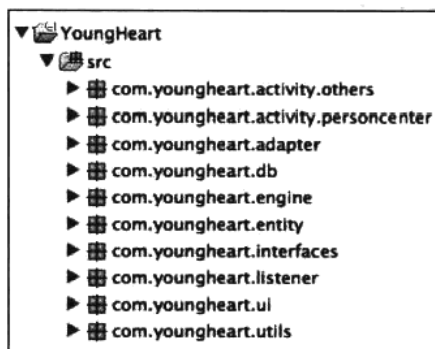 YoungHeart
src
com.youngheart.activity.others
com.youngheart.activity.personcenter
com.youngheart.adapter
com.youngheart.db
com.youngheart.engine
com.youngheart.entity
com.youngheart.interfaces
com.youngheart.listener
com.youngheart.ui
com.youngheart.utils